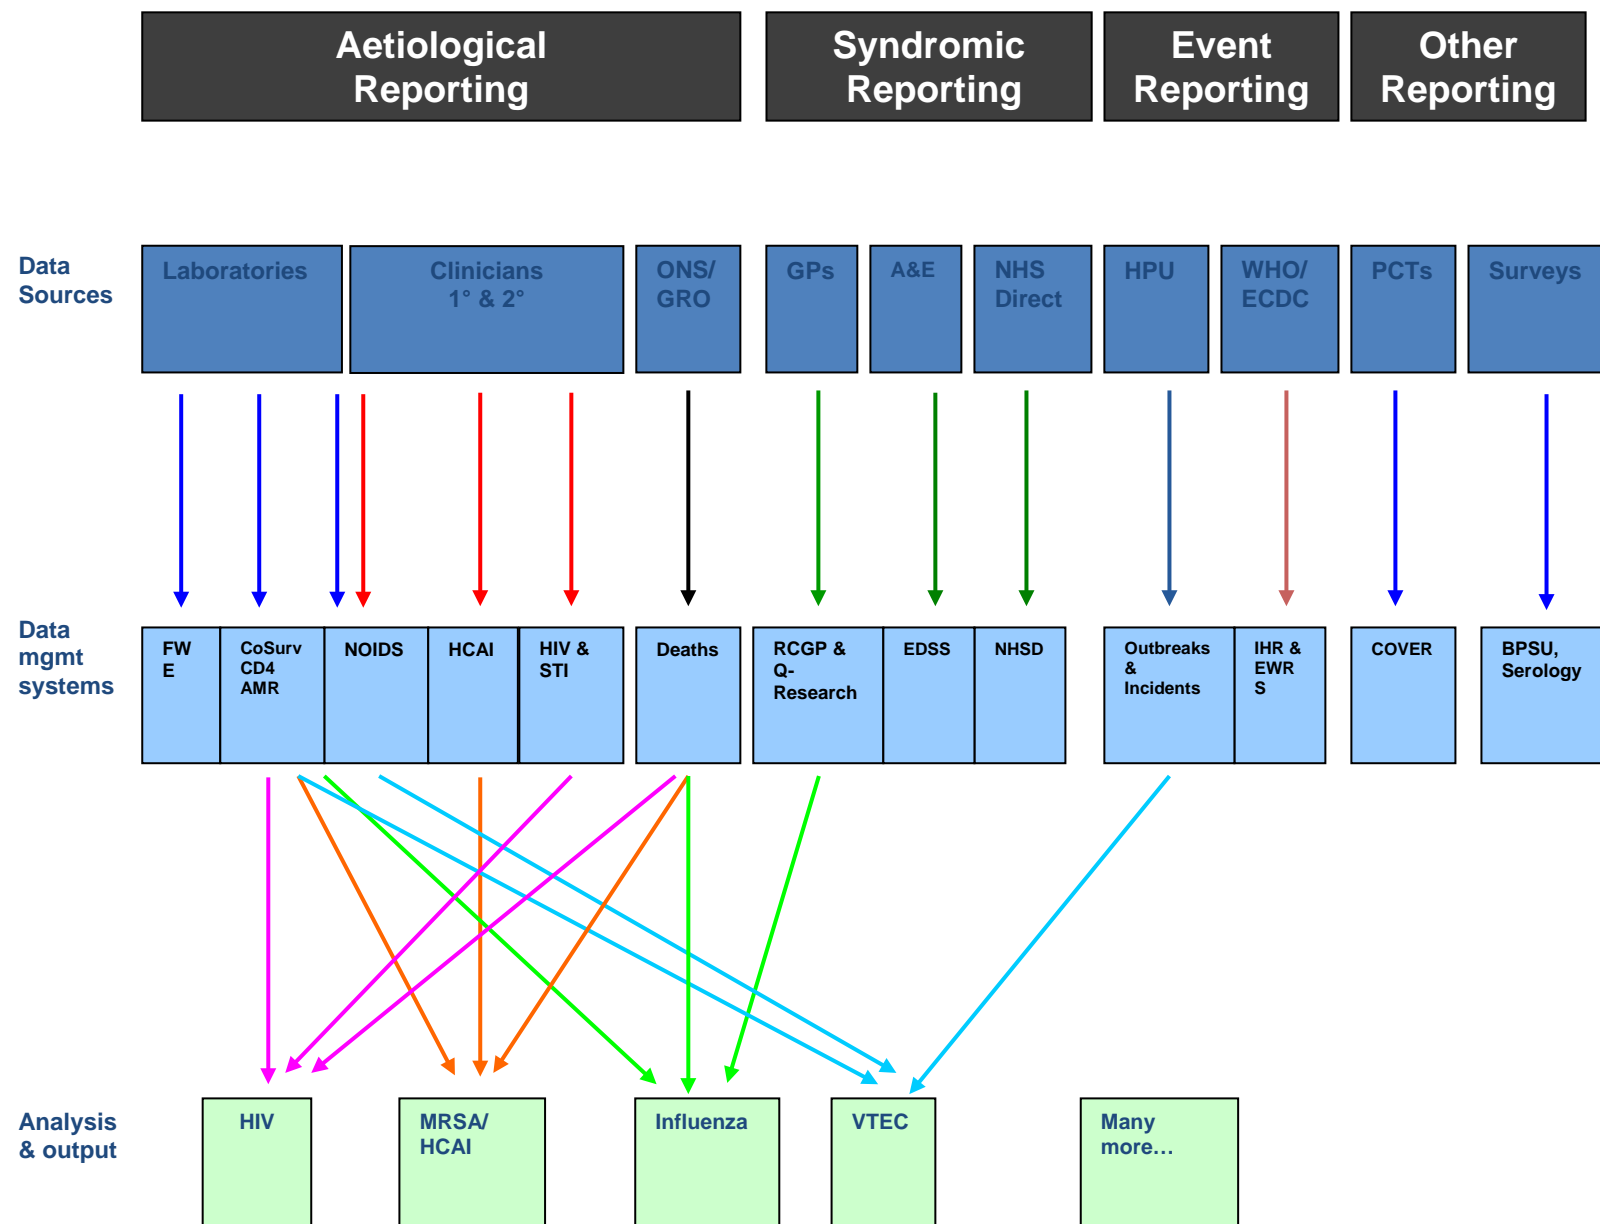 Aetiological
Reporting
Syndromic
Reporting
Event
Reporting
Other
Reporting
Data
Sources
Laboratories
Clinicians
1° & 2°
ONS/
GRO
GPs
A&E
NHS
Direct
HPU
WHO/
ECDC
PCTs
Surveys
Data
mgmt
systems
FW
E
CoSurv
CD4
AMR
NOIDS
HCAI
HIV &
STI
Deaths
RCGP &
Q-
Research
EDSS
NHSD
Outbreaks
&
Incidents
IHR &
EWR
S
COVER
BPSU,
Serology
Analysis
& output
HIV
MRSA/
HCAI
Influenza
VTEC
Many
more…